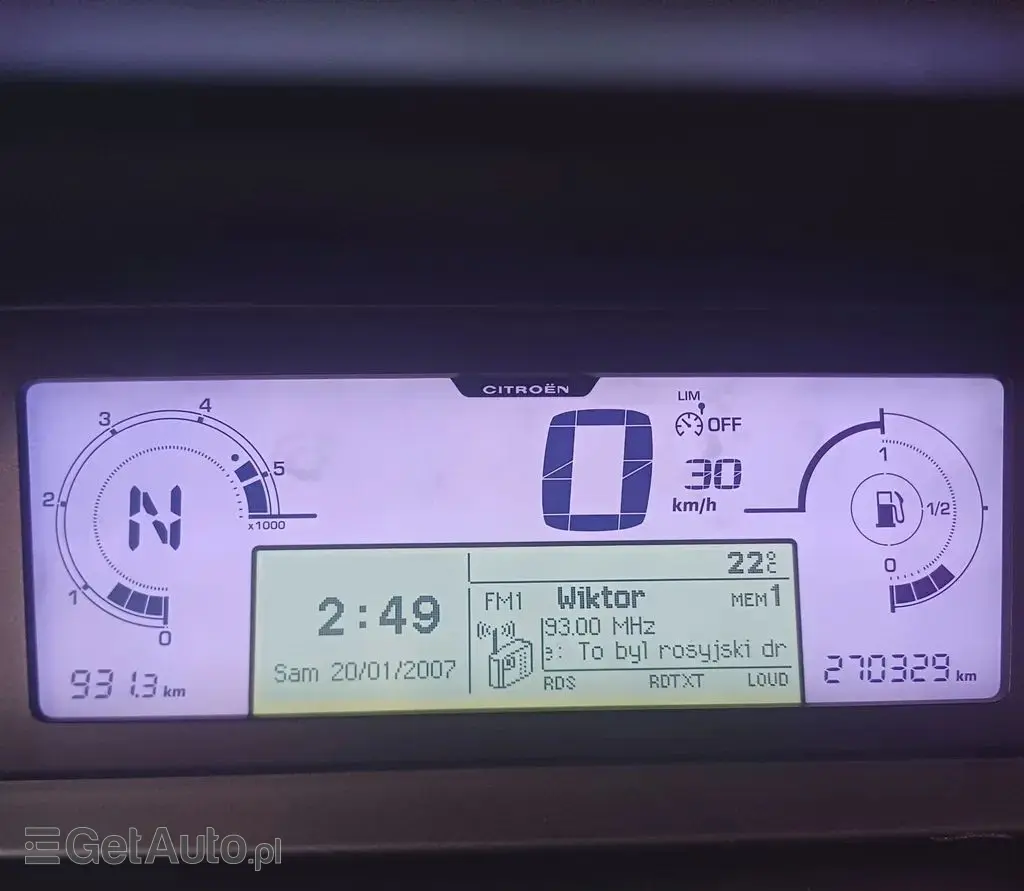 CITROËN
LIM
OFF
0
30
km/h
4
3
5
2
x1000
N
1
0
1
1/2
0
22°C
2:49
FM1 Wiktor MEM1
93.00 MHz
e: To byl rosyjski dr
Sam 20/01/2007
RDS RDTXT LOUD
931.3 km
270329 km
GetAuto.pl